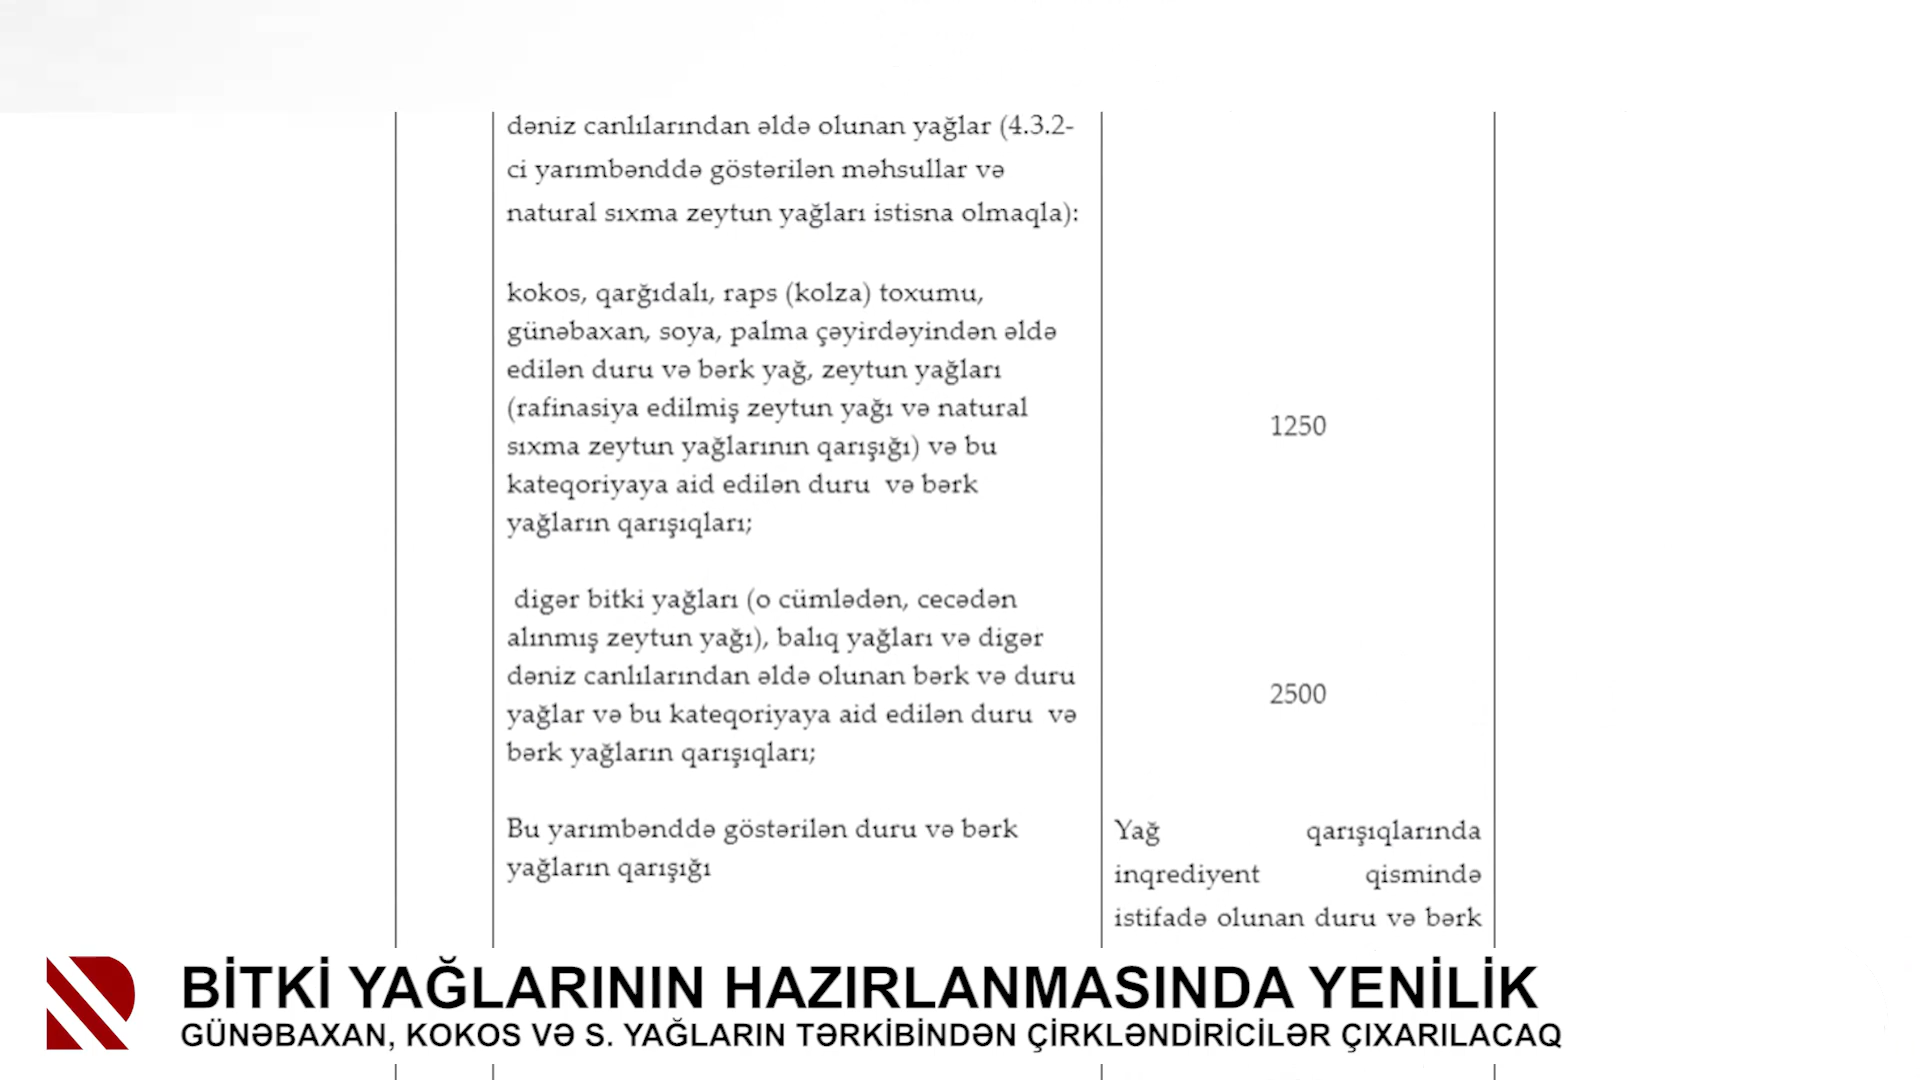 dəniz canlılarından əldə olunan yağlar (4.3.2-
ci yarımbənddə göstərilən məhsullar və
natural sıxma zeytun yağları istisna olmaqla):
kokos, qarğıdalı, raps (kolza) toxumu,
günəbaxan, soya, palma çəyirdəyindən əldə
edilən duru və bərk yağ, zeytun yağları
(rafinasiya edilmiş zeytun yağı və natural
sıxma zeytun yağlarının qarışığı) və bu
kateqoriyaya aid edilən duru və bərk
yağların qarışıqları;
1250
digər bitki yağları (o cümlədən, cecədən
alınmış zeytun yağı), balıq yağları və digər
dəniz canlılarından əldə olunan bərk və duru
yağlar və bu kateqoriyaya aid edilən duru və
bərk yağların qarışıqları;
2500
Bu yarımbənddə göstərilən duru və bərk
yağların qarışığı
Yağ qarışıqlarında
inqrediyent qismində
istifadə olunan duru və bərk
BİTKİ YAĞLARININ HAZIRLANMASINDA YENİLİK
GÜNƏBAXAN, KOKOS VƏ S. YAĞLARIN TƏRKİBİNDƏN ÇİRKLƏNDİRİCİLƏR ÇIXARILACAQ